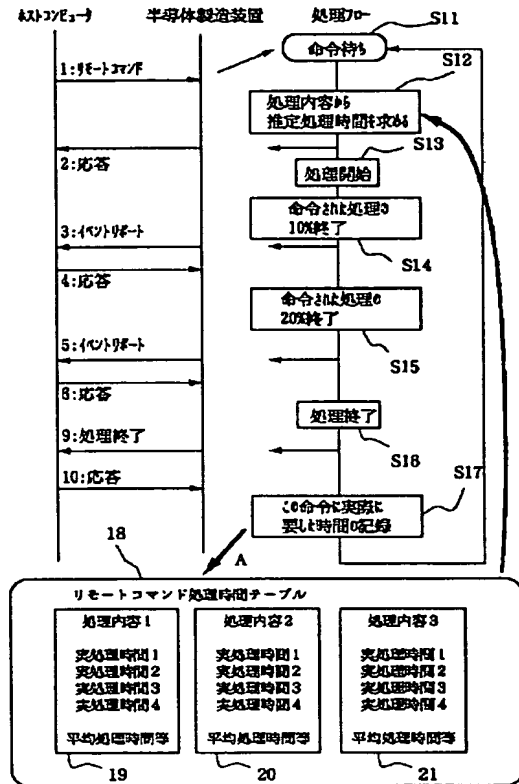 ホストコンピュータ
半導体製造装置
処理フロー
S11
命令待ち
1:リモートコマンド
S12
処理内容から
推定処理時間を求める
S13
2:応答
処理開始
3:イベントリポート
命令された処理の
10%終了
S14
4:応答
命令された処理の
20%終了
5:イベントリポート
S15
8:応答
処理終了
9:処理終了
S16
10:応答
S17
この命令に実際に
要した時間の記録
18
A
リモートコマンド処理時間テーブル
処理内容1
実処理時間1
実処理時間2
実処理時間3
実処理時間4
平均処理時間等
19
処理内容2
実処理時間1
実処理時間2
実処理時間3
実処理時間4
平均処理時間等
20
処理内容3
実処理時間1
実処理時間2
実処理時間3
実処理時間4
平均処理時間等
21